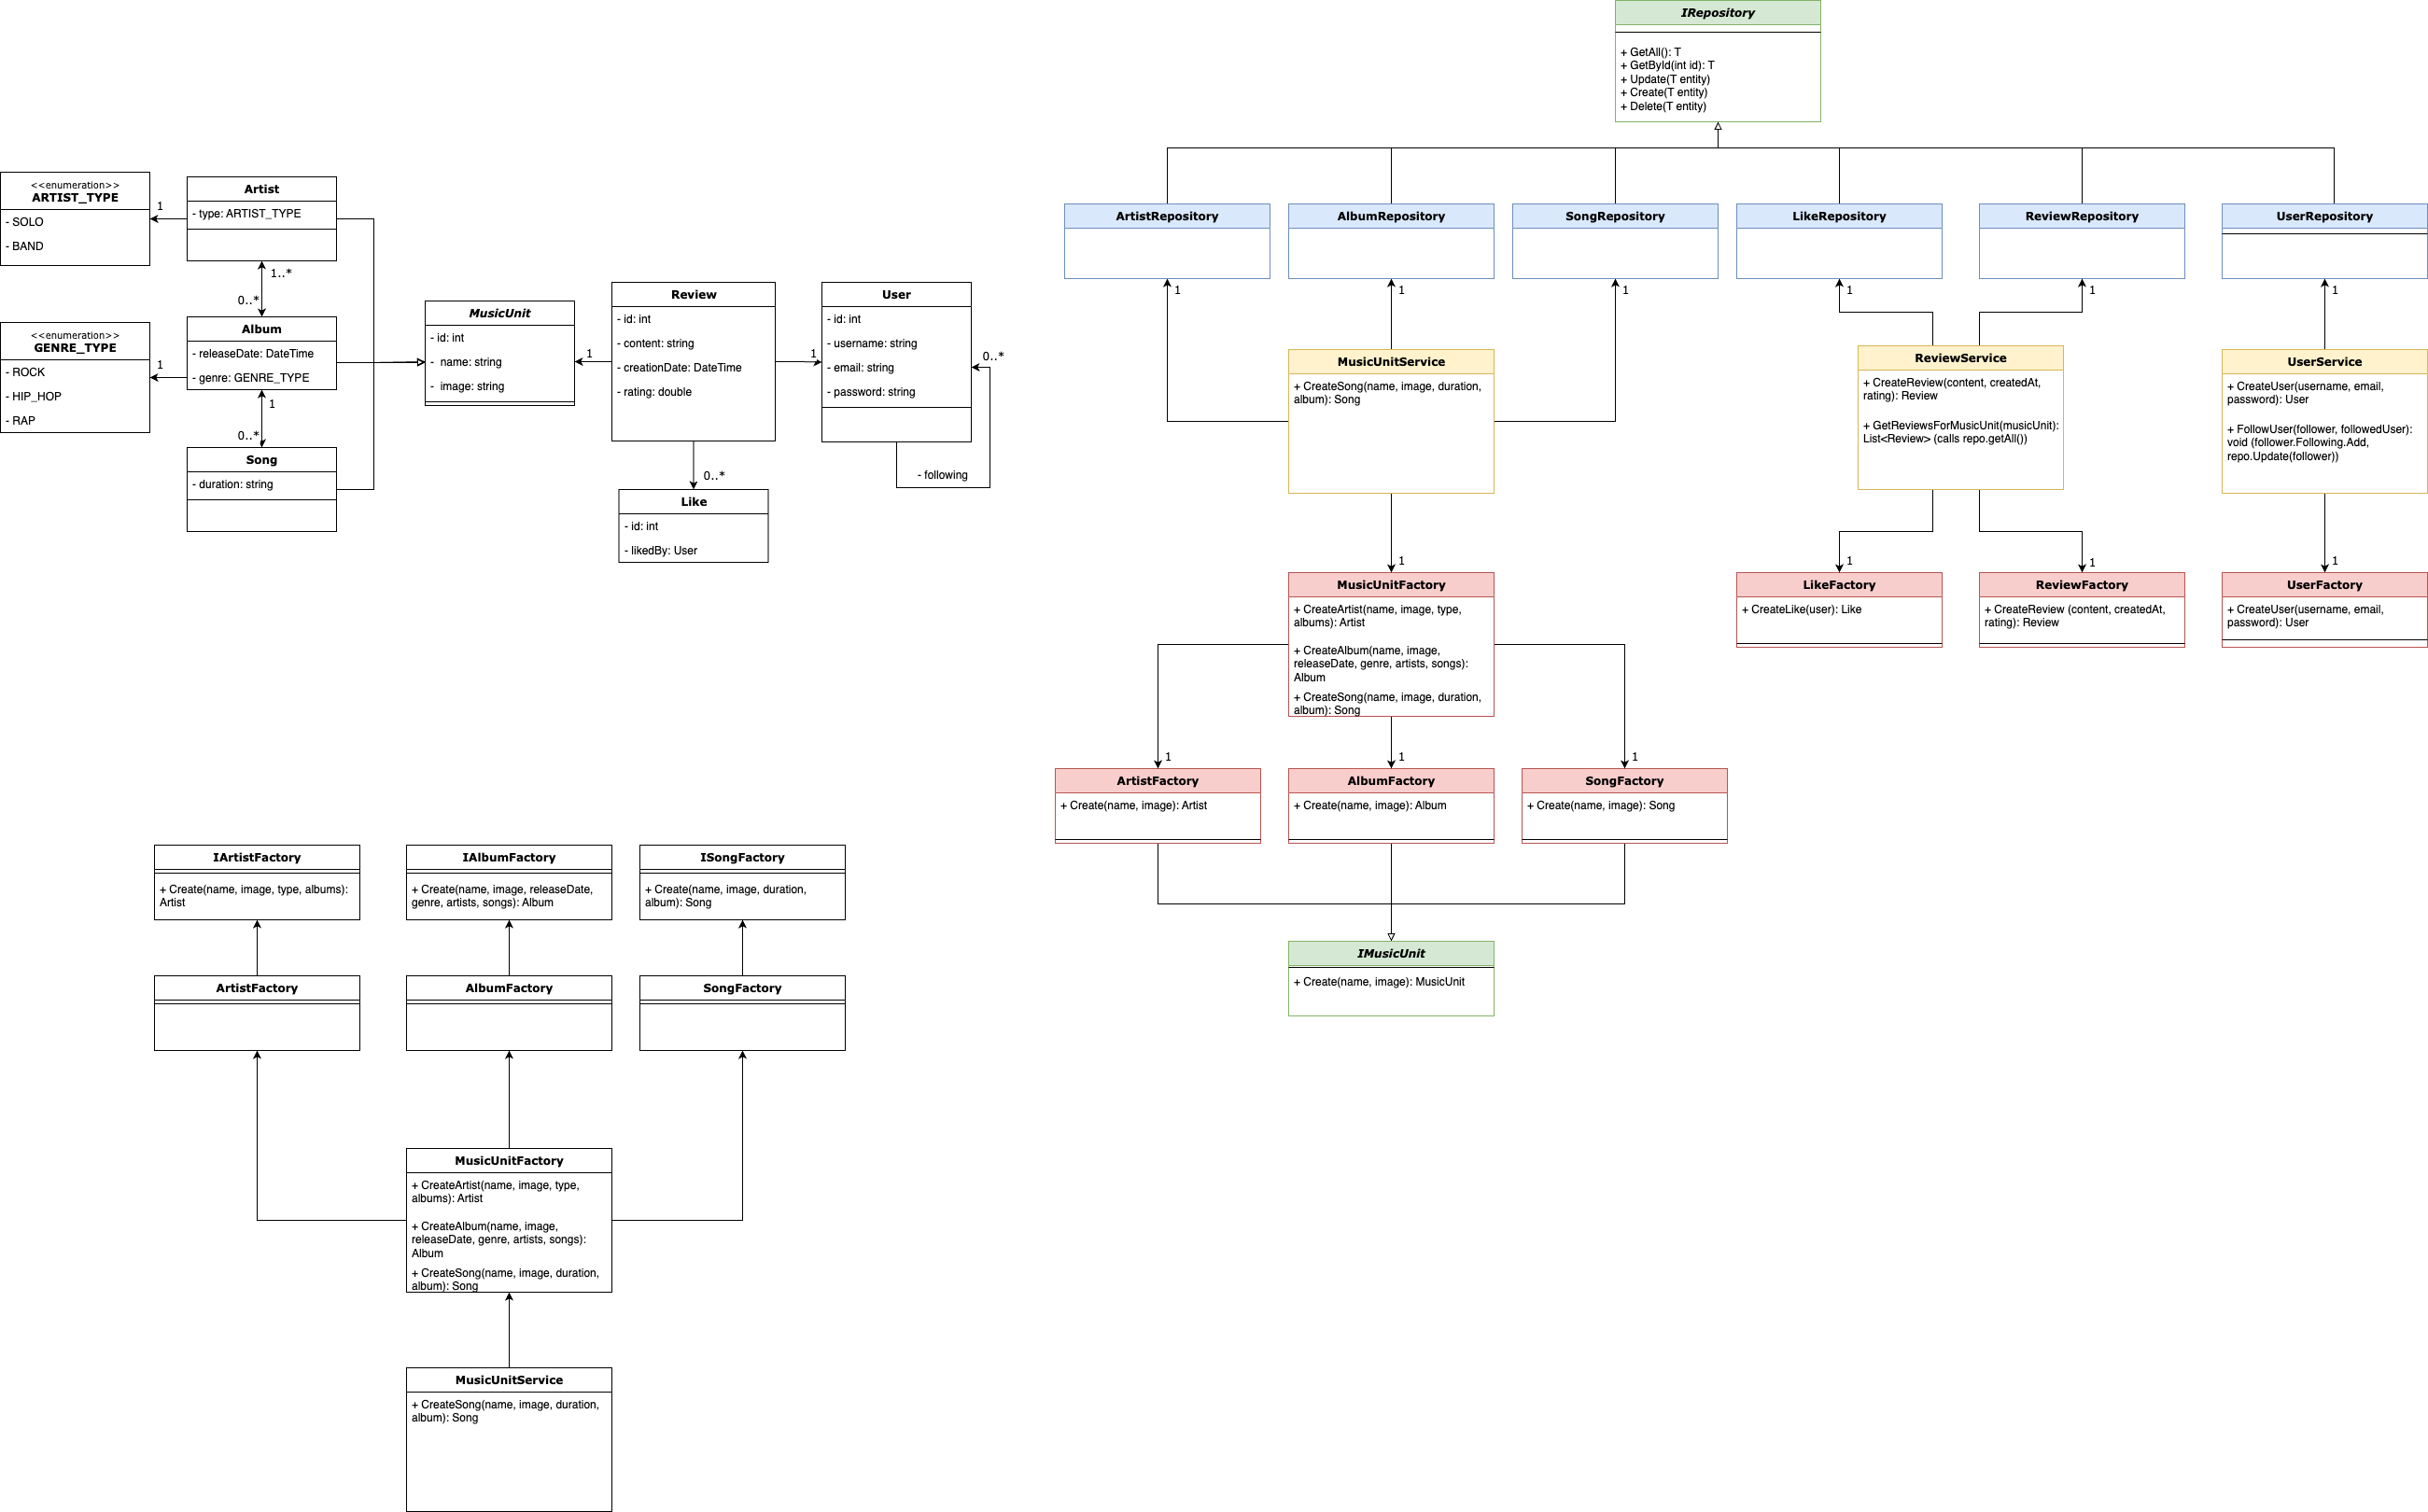 <<enumeration>>
ARTIST_TYPE
- SOLO
- BAND
1
Artist
- type: ARTIST_TYPE
1..*
0..*
<<enumeration>>
GENRE_TYPE
- ROCK
- HIP_HOP
- RAP
1
Album
- releaseDate: DateTime
- genre: GENRE_TYPE
1
0..*
Song
- duration: string
MusicUnit
- id: int
- name: string
- image: string
1
Review
- id: int
- content: string
- creationDate: DateTime
- rating: double
1
0..*
Like
- id: int
- likedBy: User
User
- id: int
- username: string
- email: string
- password: string
0..*
- following
IRepository
+ GetAll(): T
+ GetById(int id): T
+ Update(T entity)
+ Create(T entity)
+ Delete(T entity)
ArtistRepository
AlbumRepository
SongRepository
LikeRepository
ReviewRepository
UserRepository
1
1
1
1
1
1
MusicUnitService
+ CreateSong(name, image, duration,
album): Song
ReviewService
+ CreateReview(content, createdAt,
rating): Review
+ GetReviewsForMusicUnit(musicUnit):
List<Review> (calls repo.getAll())
UserService
+ CreateUser(username, email,
password): User
+ FollowUser(follower, followedUser):
void (follower.Following.Add,
repo.Update(follower))
1
1
1
1
MusicUnitFactory
+ CreateArtist(name, image, type,
albums): Artist
+ CreateAlbum(name, image,
releaseDate, genre, artists, songs):
Album
+ CreateSong(name, image, duration,
album): Song
LikeFactory
+ CreateLike(user): Like
ReviewFactory
+ CreateReview (content, createdAt,
rating): Review
UserFactory
+ CreateUser(username, email,
password): User
1
1
1
ArtistFactory
+ Create(name, image): Artist
AlbumFactory
+ Create(name, image): Album
SongFactory
+ Create(name, image): Song
IMusicUnit
+ Create(name, image): MusicUnit
IArtistFactory
+ Create(name, image, type, albums):
Artist
IAlbumFactory
+ Create(name, image, releaseDate,
genre, artists, songs): Album
ISongFactory
+ Create(name, image, duration,
album): Song
ArtistFactory
AlbumFactory
SongFactory
MusicUnitFactory
+ CreateArtist(name, image, type,
albums): Artist
+ CreateAlbum(name, image,
releaseDate, genre, artists, songs):
Album
+ CreateSong(name, image, duration,
album): Song
MusicUnitService
+ CreateSong(name, image, duration,
album): Song